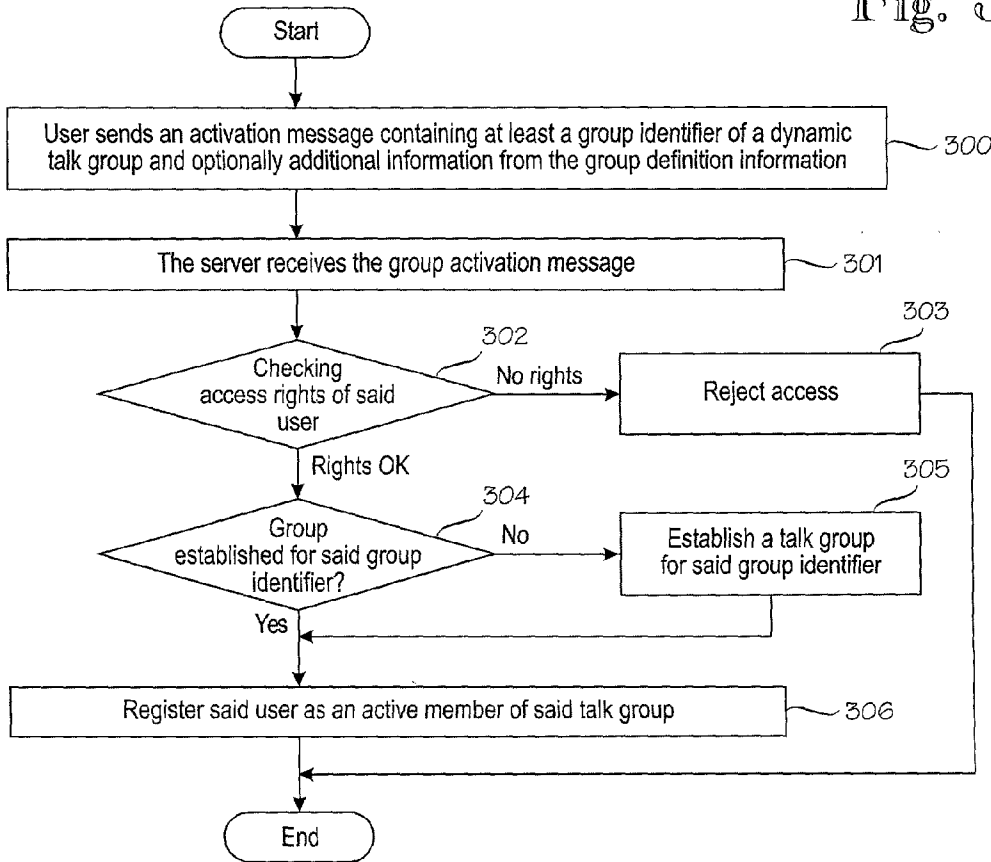 Fig.
Start
User sends an activation message containing at least a group identifier of a dynamic
talk group and optionally additional information from the group definition information
300
The server receives the group activation message
301
302
303
Checking
access rights of said
user
No rights
Reject access
Rights OK
304
305
Group
established for said group
identifier?
No
Establish a talk group
for said group identifier
Yes
Register said user as an active member of said talk group
306
End